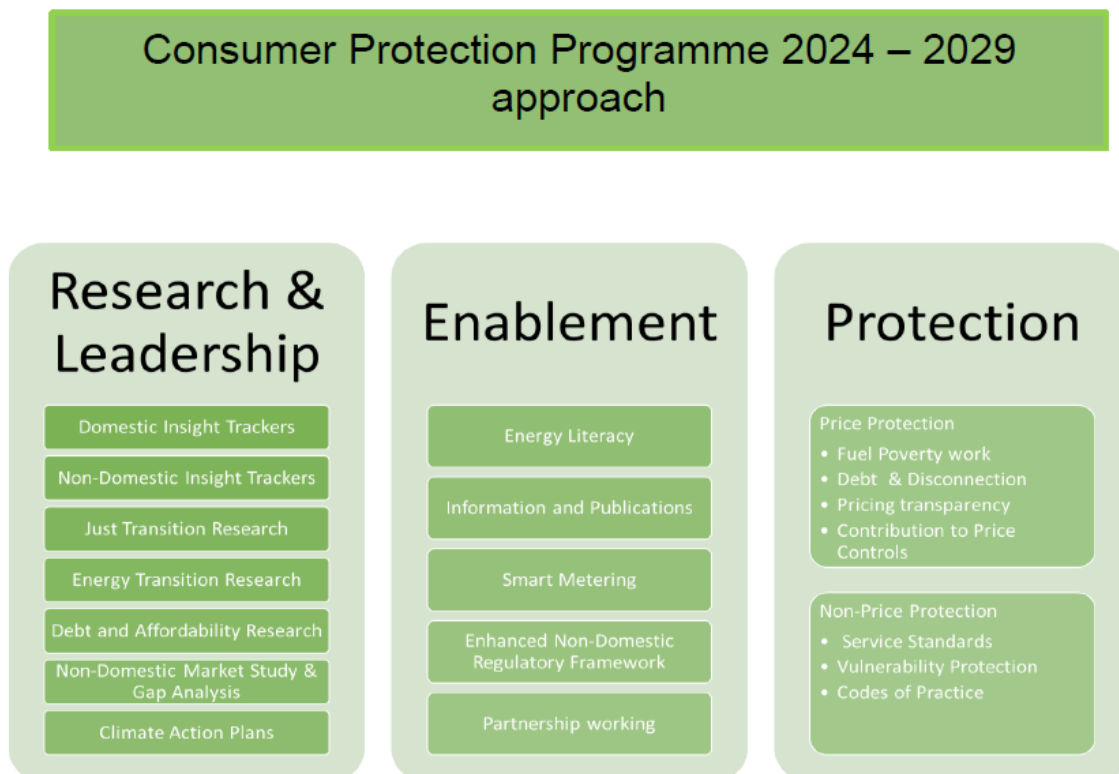 Consumer Protection Programme 2024 – 2029
approach
Research &
Leadership
Domestic Insight Trackers
Non-Domestic Insight Trackers
Just Transition Research
Energy Transition Research
Debt and Affordability Research
Non-Domestic Market Study &
Gap Analysis
Climate Action Plans
Enablement
Energy Literacy
Information and Publications
Smart Metering
Enhanced Non-Domestic
Regulatory Framework
Partnership working
Protection
Price Protection
• Fuel Poverty work
• Debt & Disconnection
• Pricing transparency
• Contribution to Price
Controls
Non-Price Protection
• Service Standards
• Vulnerability Protection
• Codes of Practice